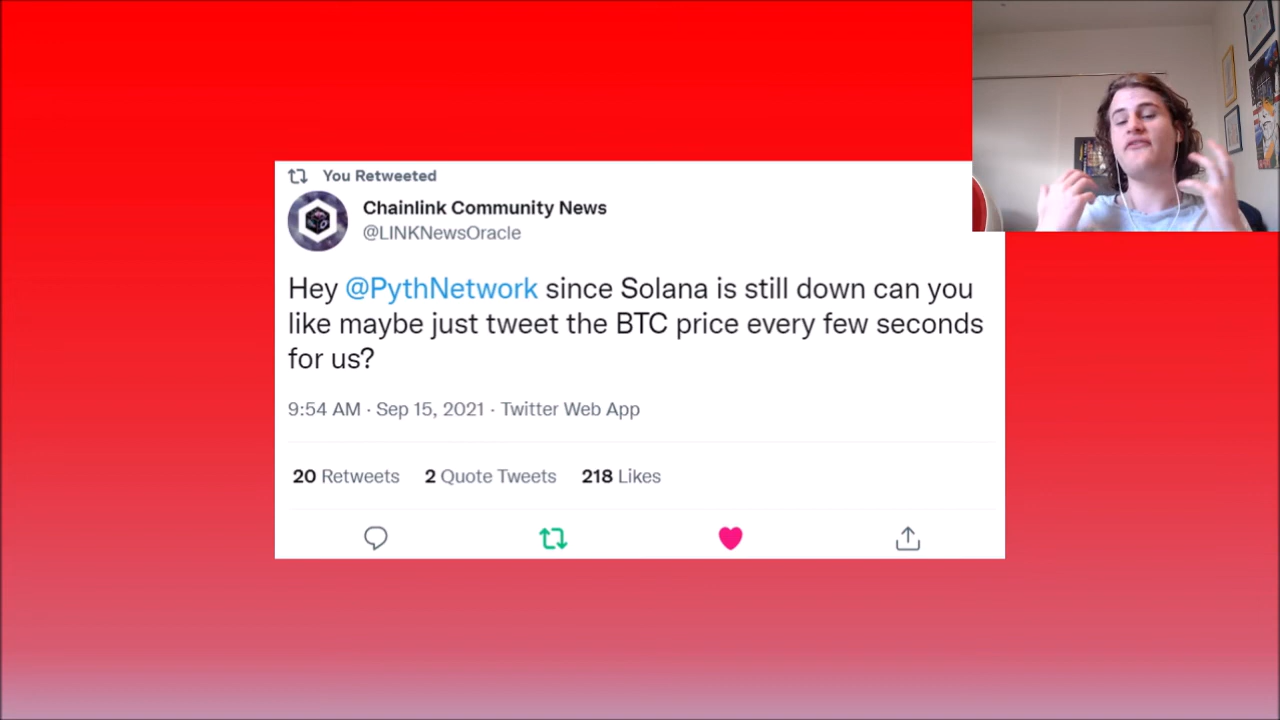 You Retweeted
Chainlink Community News
@LINKNewsOracle
Hey @PythNetwork since Solana is still down can you
like maybe just tweet the BTC price every few seconds
for us?
9:54 AM · Sep 15, 2021 · Twitter Web App
20 Retweets 2 Quote Tweets 218 Likes